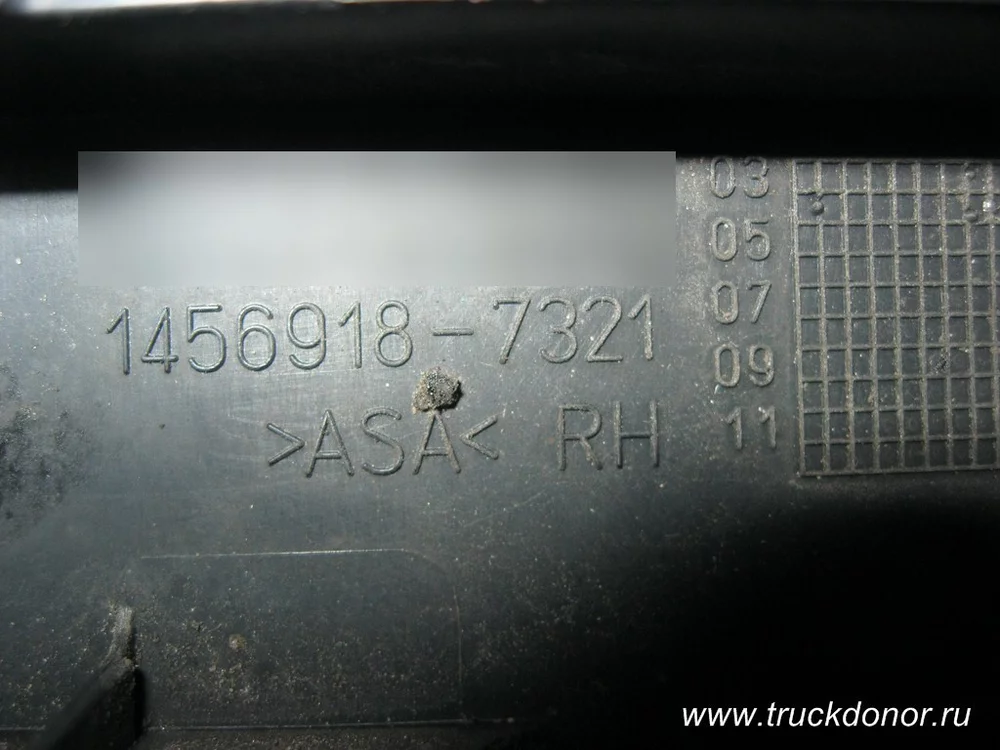 03
05
1456918-7321 07
09
>ASA< RH 11
www.truckdonor.ru